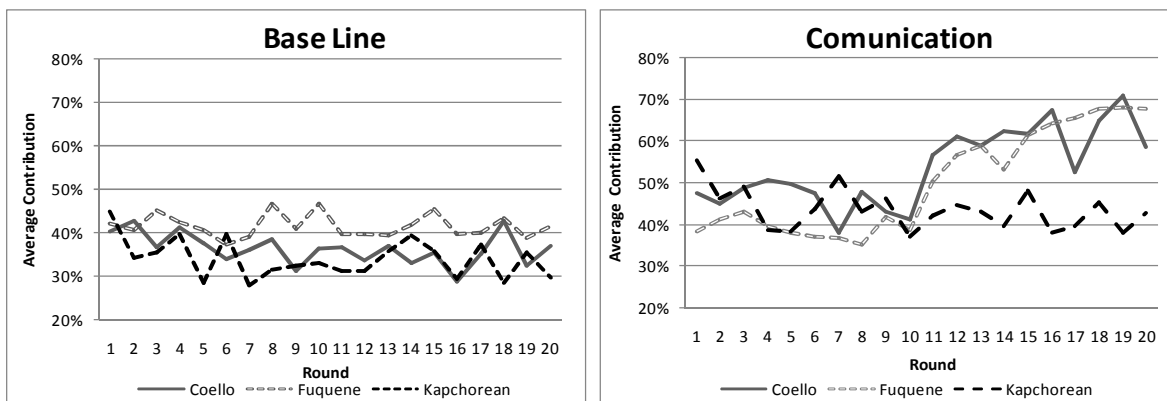 Base Line
80%
70%
60%
50%
40%
30%
20%
Average Contribution
1 2 3 4 5 6 7 8 9 10 11 12 13 14 15 16 17 18 19 20
Round
Coello Fuquene Kapchorean
Comunication
80%
70%
60%
50%
40%
30%
20%
Average Contribution
1 2 3 4 5 6 7 8 9 10 11 12 13 14 15 16 17 18 19 20
Round
Coello Fuquene Kapchorean